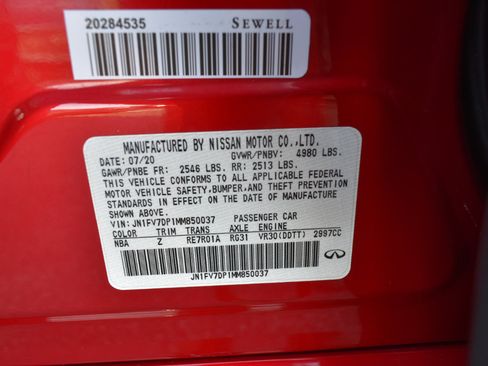 20284535 SEWELL
MANUFACTURED BY NISSAN MOTOR CO.,LTD.
DATE: 07/20 GVWR/PNBV: 4980 LBS.
GAWR/PNBE FR: 2546 LBS. RR: 2513 LBS.
THIS VEHICLE CONFORMS TO ALL APPLICABLE FEDERAL
MOTOR VEHICLE SAFETY,BUMPER,AND THEFT PREVENTION
STANDARDS IN EFFECT ON THE DATE OF MANUFACTURE
SHOWN ABOVE.
VIN: JN1FV7DP1MM850037 PASSENGER CAR
COLOR TRIM TRANS AXLE ENGINE
NBA Z RE7R01A RG31 VR30(DDTT) 2997CC
JN1FV7DP1MM850037
INFINITI